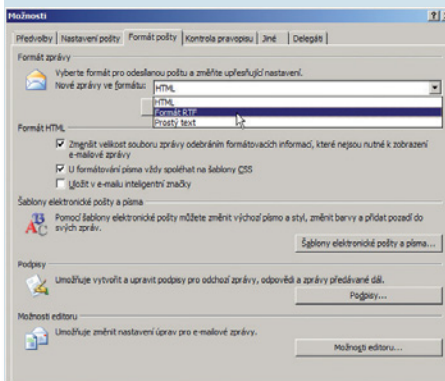 Možnosti
Předvolby Nastavení pošty Formát pošty Kontrola pravopisu Jiné Delegáti
Formát zprávy
Vyberte formát pro odesílanou poštu a změňte upřesňující nastavení.
Nové zprávy ve formátu: HTML
HTML
Formát RTF
Prostý text
Formát HTML
Zmenšit velikost souboru zprávy odebráním formátovacích informací, které nejsou nutné k zobrazení
e-mailové zprávy
U formátování písma vždy spoléhat na šablony CSS
Uložit v e-mailu inteligentní značky
Šablony elektronické pošty a písma
Pomocí šablony elektronické pošty můžete změnit výchozí písmo a styl, změnit barvy a přidat pozadí do
svých zpráv.
Šablony elektronické pošty a písma...
Podpisy
Umožňuje vytvořit a upravit podpisy pro odchozí zprávy, odpovědi a zprávy předávané dál.
Podpisy...
Možnosti editoru
Umožňuje změnit nastavení úprav pro e-mailové zprávy.
Možnosti editoru...